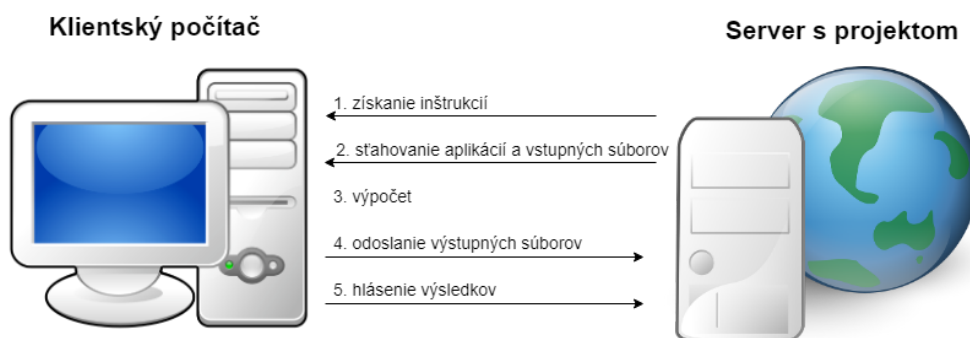 Klientský počítač
Server s projektom
1. získanie inštrukcií
2. sťahovanie aplikácií a vstupných súborov
3. výpočet
4. odoslanie výstupných súborov
5. hlásenie výsledkov